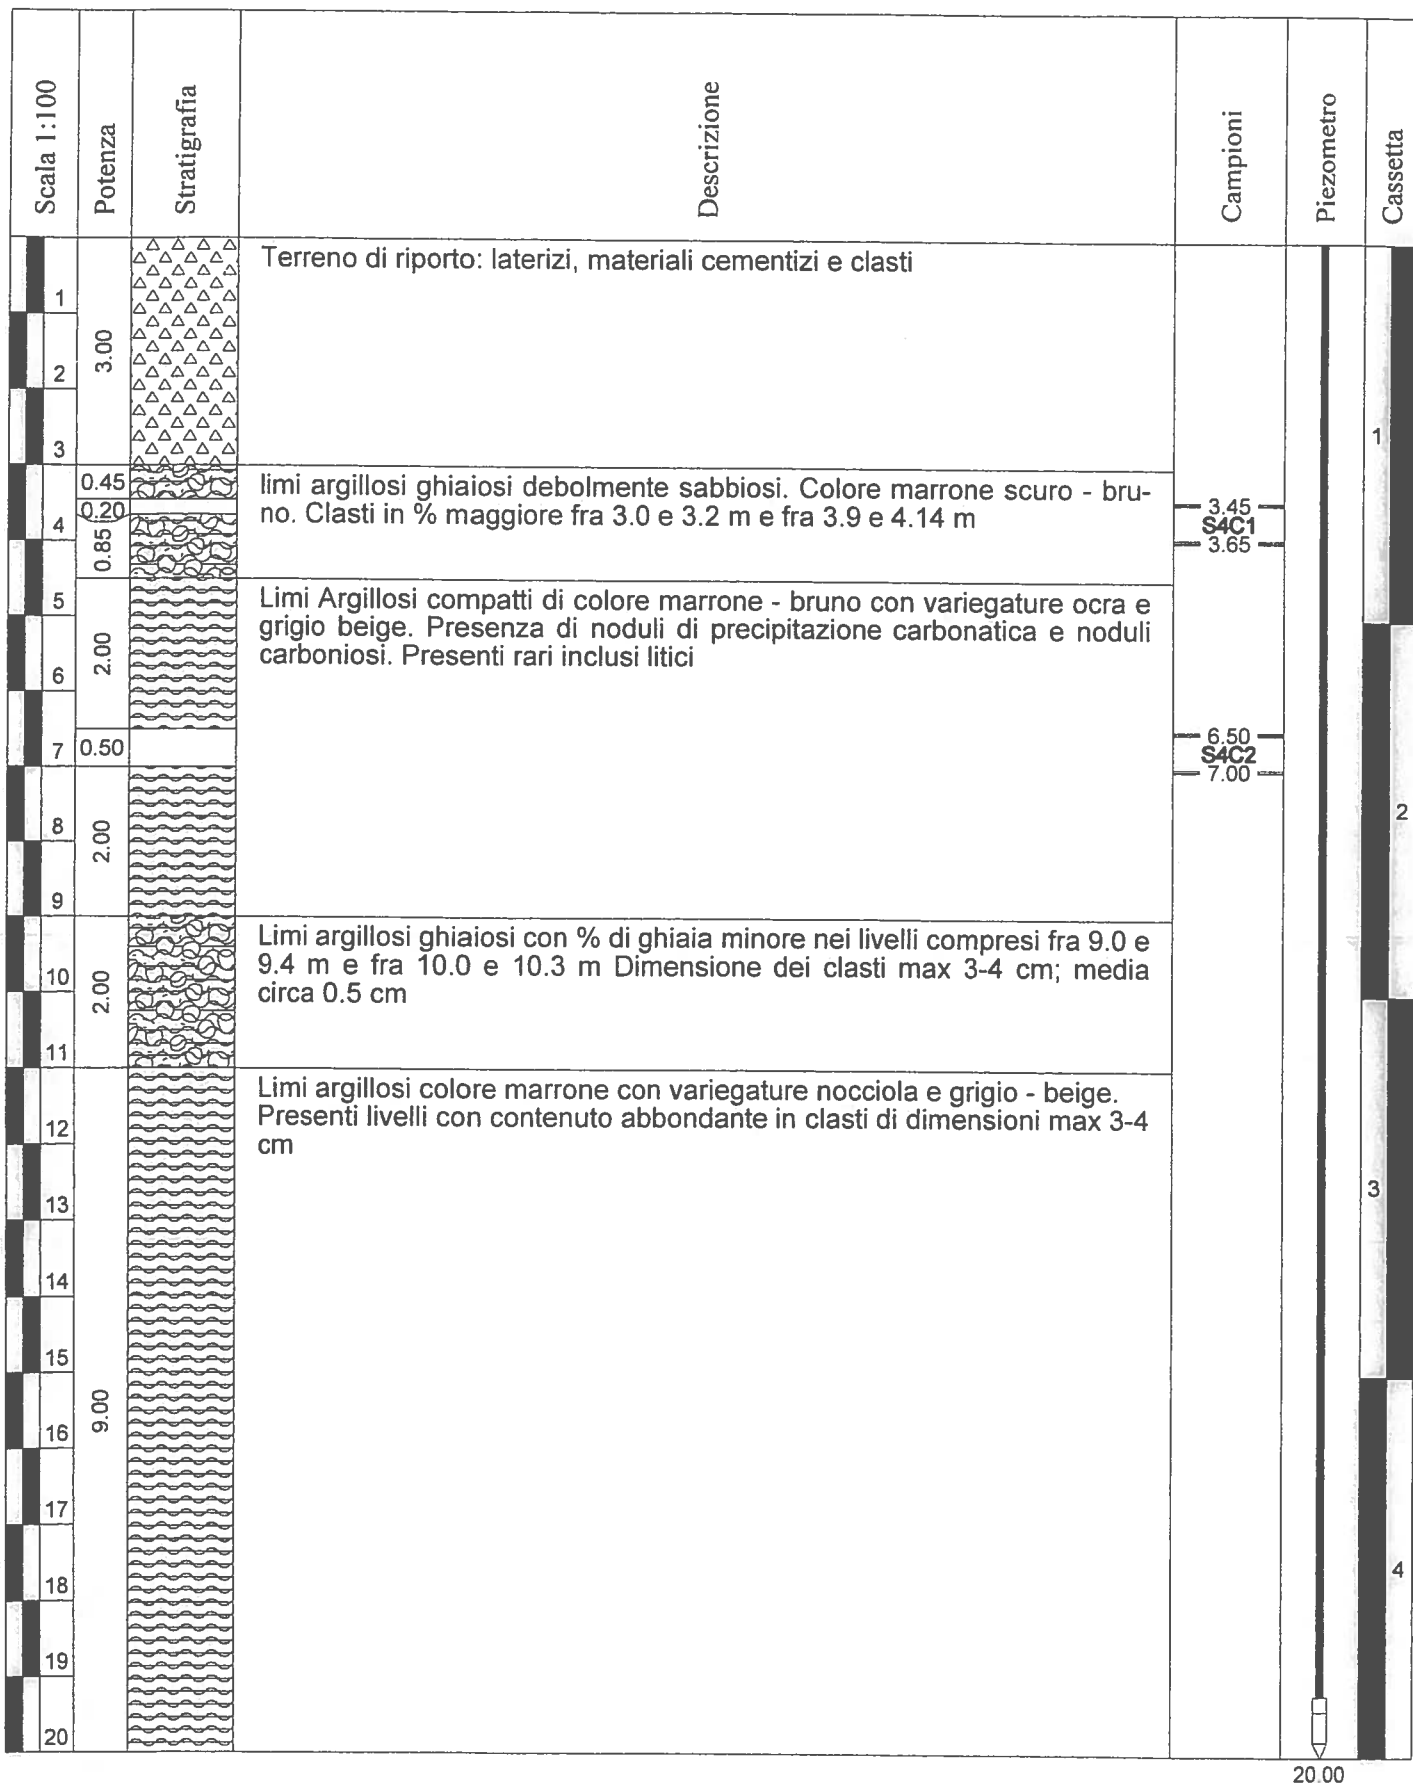 Scala 1:100
Potenza
Stratigrafia
Descrizione
Campioni
Piezometro
Cassetta
Terreno di riporto: laterizi, materiali cementizi e clasti
1
2
3
3.00
1
0.45
0.20
0.85
4
limi argillosi ghiaiosi debolmente sabbiosi. Colore marrone scuro - bru-
no. Clasti in % maggiore fra 3.0 e 3.2 m e fra 3.9 e 4.14 m
3.45
S4C1
3.65
5
6
7
8
9
2.00
0.50
2.00
Limi Argillosi compatti di colore marrone - bruno con variegature ocra e
grigio beige. Presenza di noduli di precipitazione carbonatica e noduli
carboniosi. Presenti rari inclusi litici
6.50
S4C2
7.00
2
10
11
2.00
Limi argillosi ghiaiosi con % di ghiaia minore nei livelli compresi fra 9.0 e
9.4 m e fra 10.0 e 10.3 m Dimensione dei clasti max 3-4 cm; media
circa 0.5 cm
12
13
14
15
16
17
18
19
20
9.00
Limi argillosi colore marrone con variegature nocciola e grigio - beige.
Presenti livelli con contenuto abbondante in clasti di dimensioni max 3-4
cm
3
4
20.00